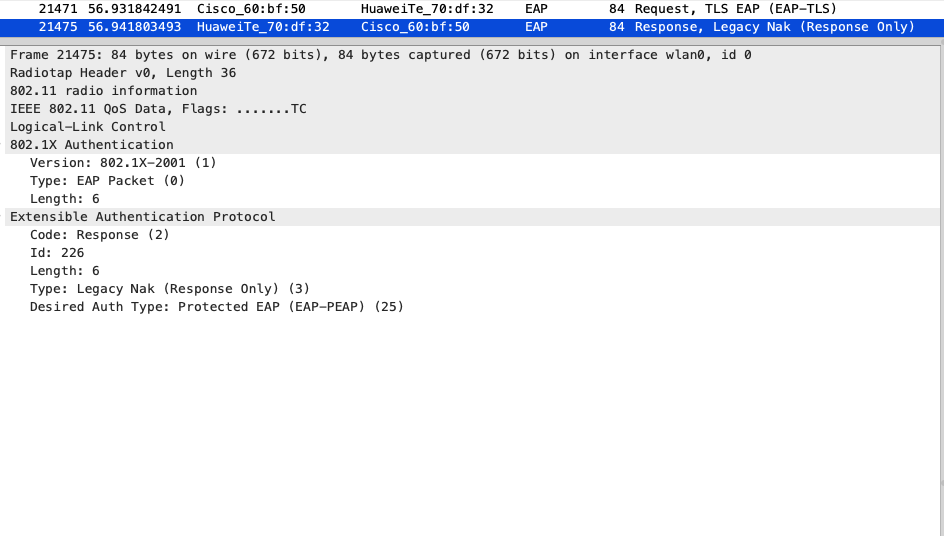 21471 56.931842491 Cisco_60:bf:50 HuaweiTe_70:df:32 EAP 84 Request, TLS EAP (EAP-TLS)
21475 56.941803493 HuaweiTe_70:df:32 Cisco_60:bf:50 EAP 84 Response, Legacy Nak (Response Only)
Frame 21475: 84 bytes on wire (672 bits), 84 bytes captured (672 bits) on interface wlan0, id 0
Radiotap Header v0, Length 36
802.11 radio information
IEEE 802.11 QoS Data, Flags: .......TC
Logical-Link Control
802.1X Authentication
Version: 802.1X-2001 (1)
Type: EAP Packet (0)
Length: 6
Extensible Authentication Protocol
Code: Response (2)
Id: 226
Length: 6
Type: Legacy Nak (Response Only) (3)
Desired Auth Type: Protected EAP (EAP-PEAP) (25)